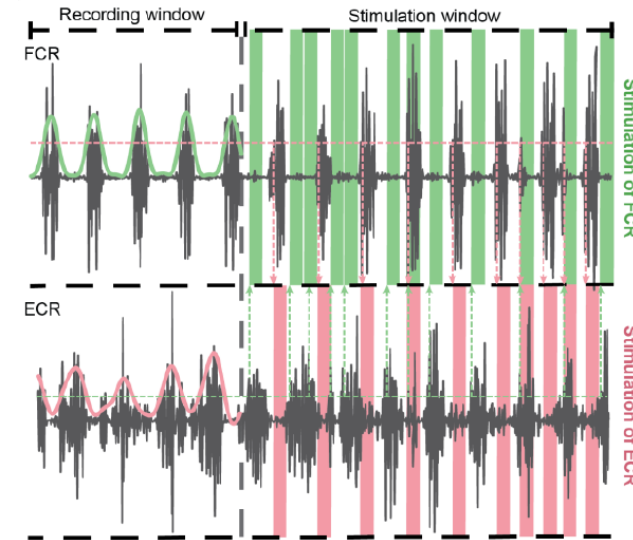 Recording window
Stimulation window
FCR
Stimulation of FCR
ECR
Stimulation of ECR